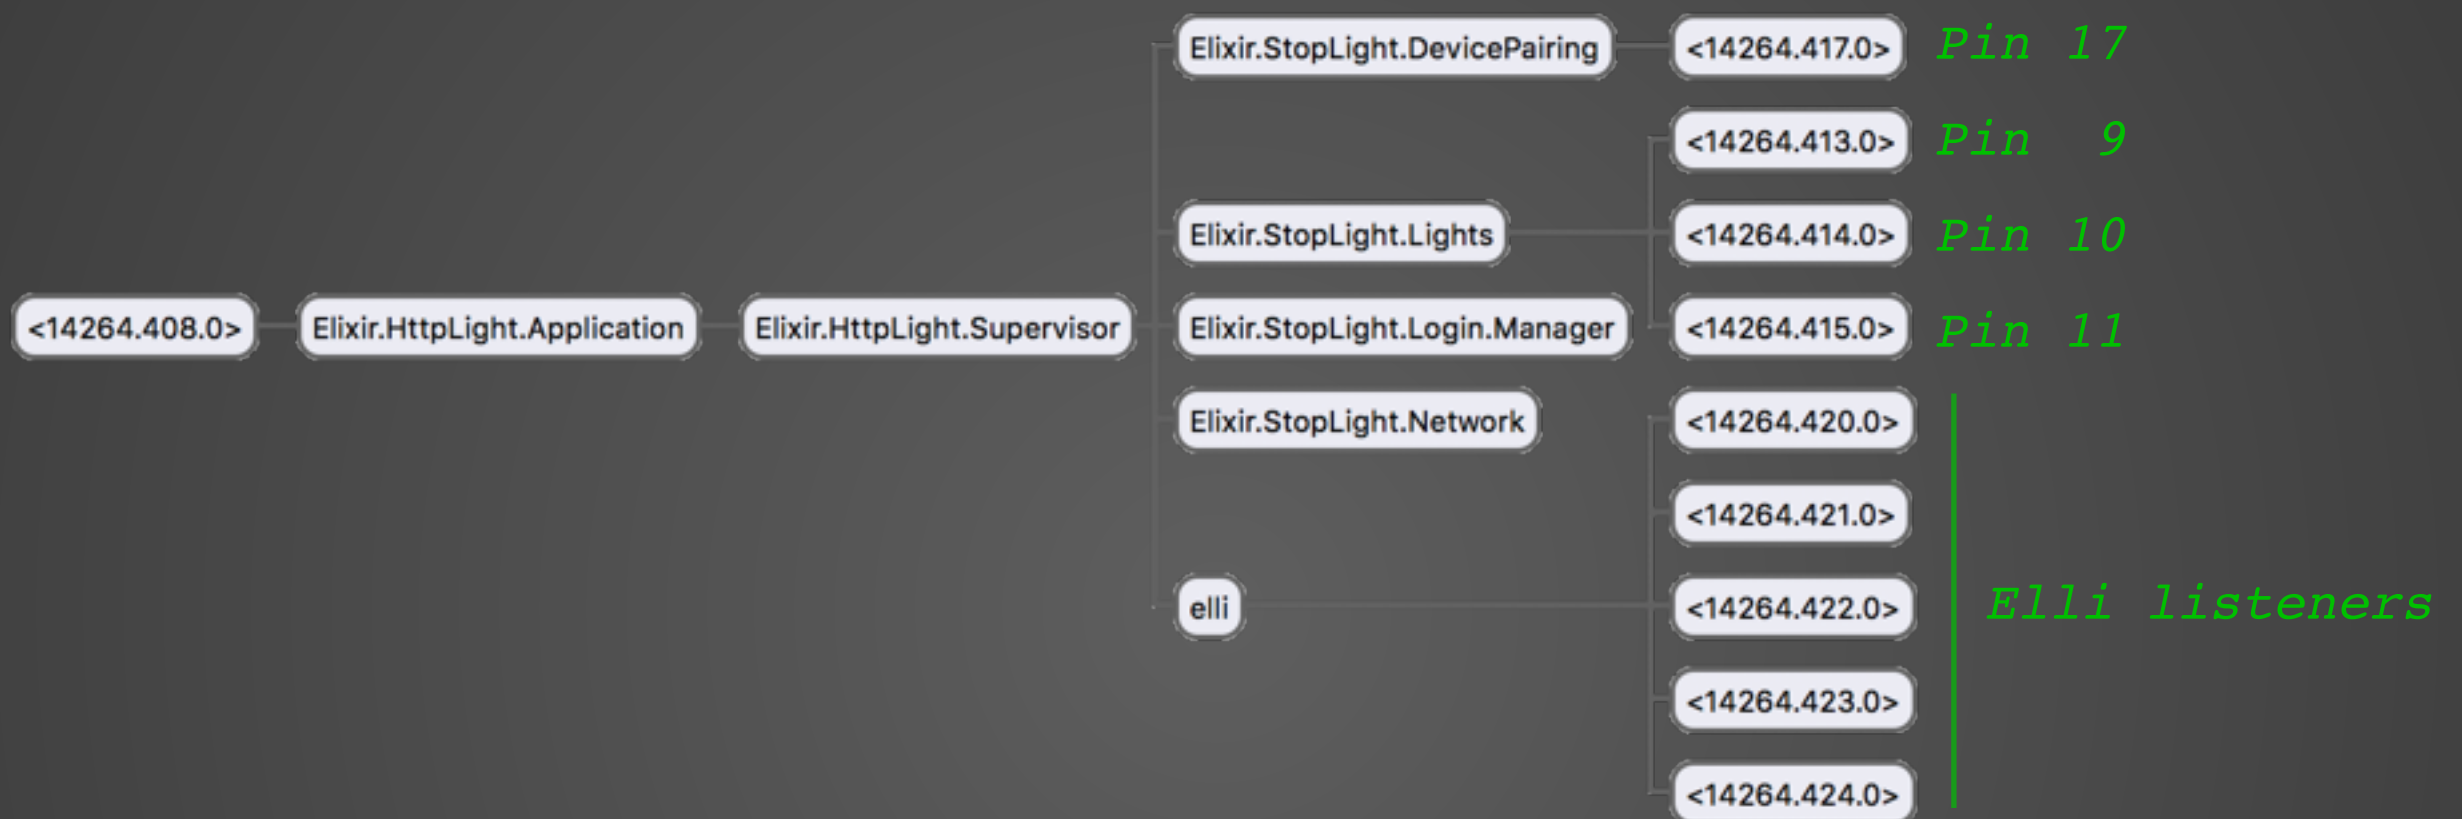 Elixir.StopLight.DevicePairing <14264.417.0> Pin 17
<14264.413.0> Pin 9
Elixir.StopLight.Lights <14264.414.0> Pin 10
<14264.408.0> Elixir.HttpLight.Application Elixir.HttpLight.Supervisor Elixir.StopLight.Login.Manager <14264.415.0> Pin 11
Elixir.StopLight.Network <14264.420.0>
<14264.421.0>
elli <14264.422.0> Elli listeners
<14264.423.0>
<14264.424.0>